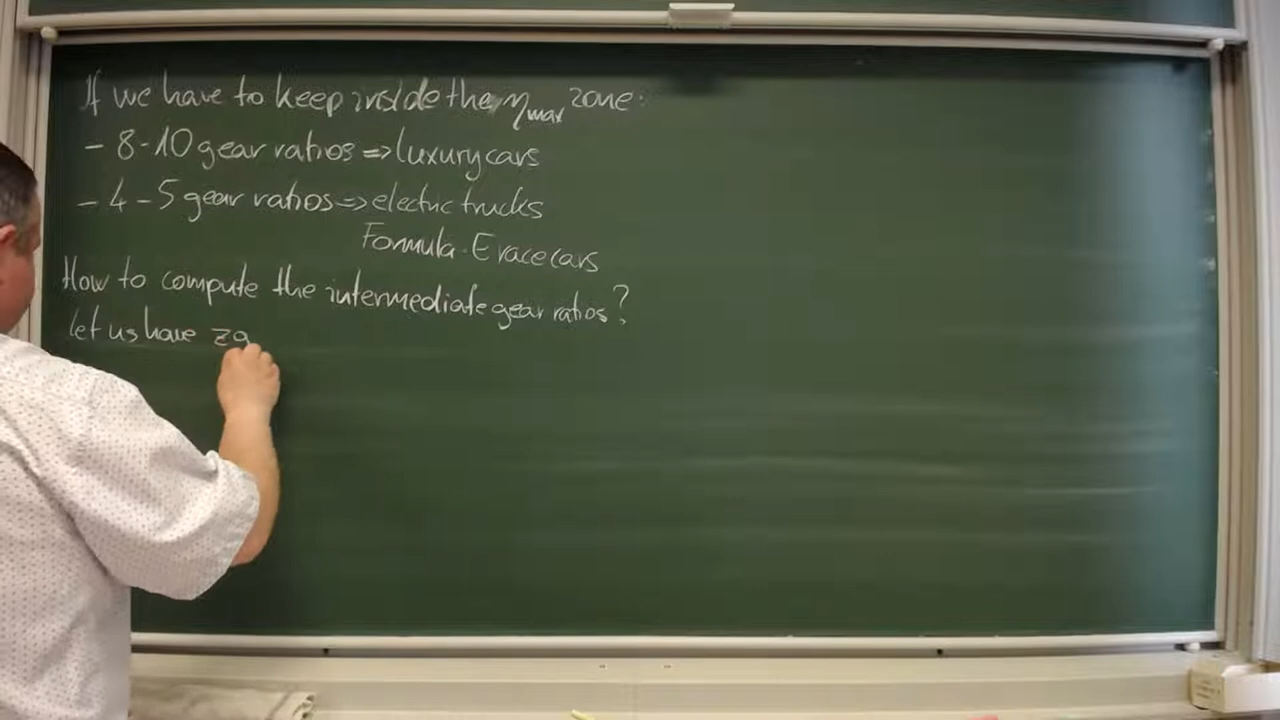 If we have to keep inside the ηmax zone:
- 8-10 gear ratios => luxury cars
- 4-5 gear ratios => electric trucks
Formula-E race cars
How to compute the intermediate gear ratios?
let us have zg